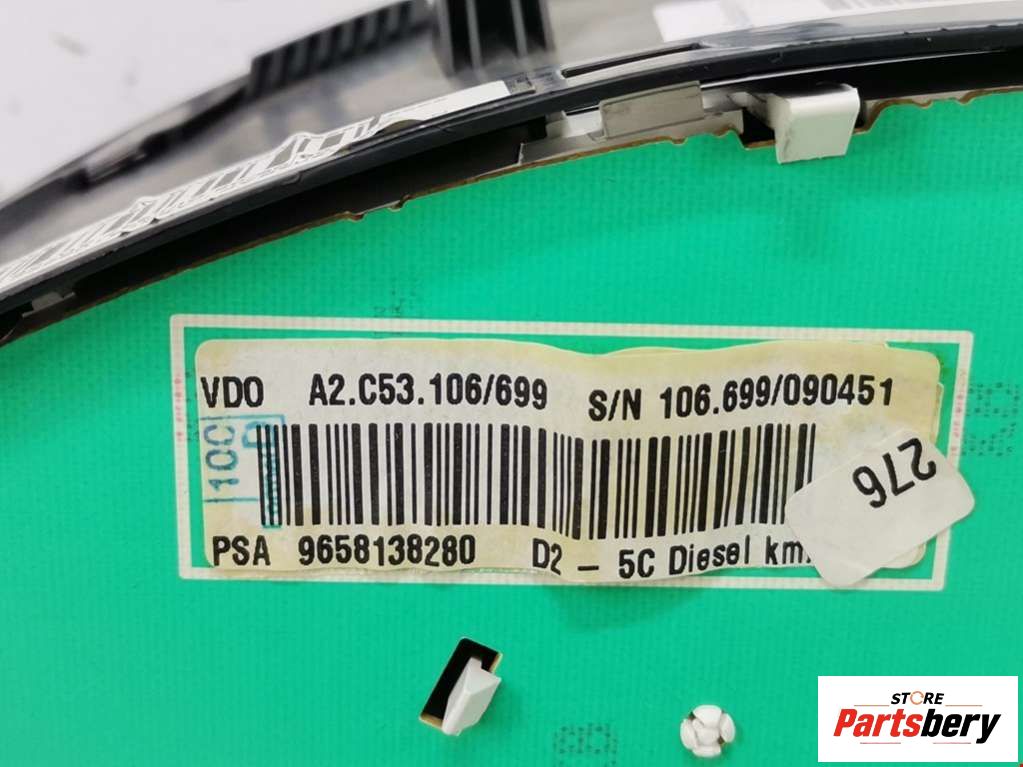 VDO A2.C53.106/699 S/N 106.699/090451
10C
276
PSA 9658138280 D2 - 5C Diesel km
STORE
Partsbery